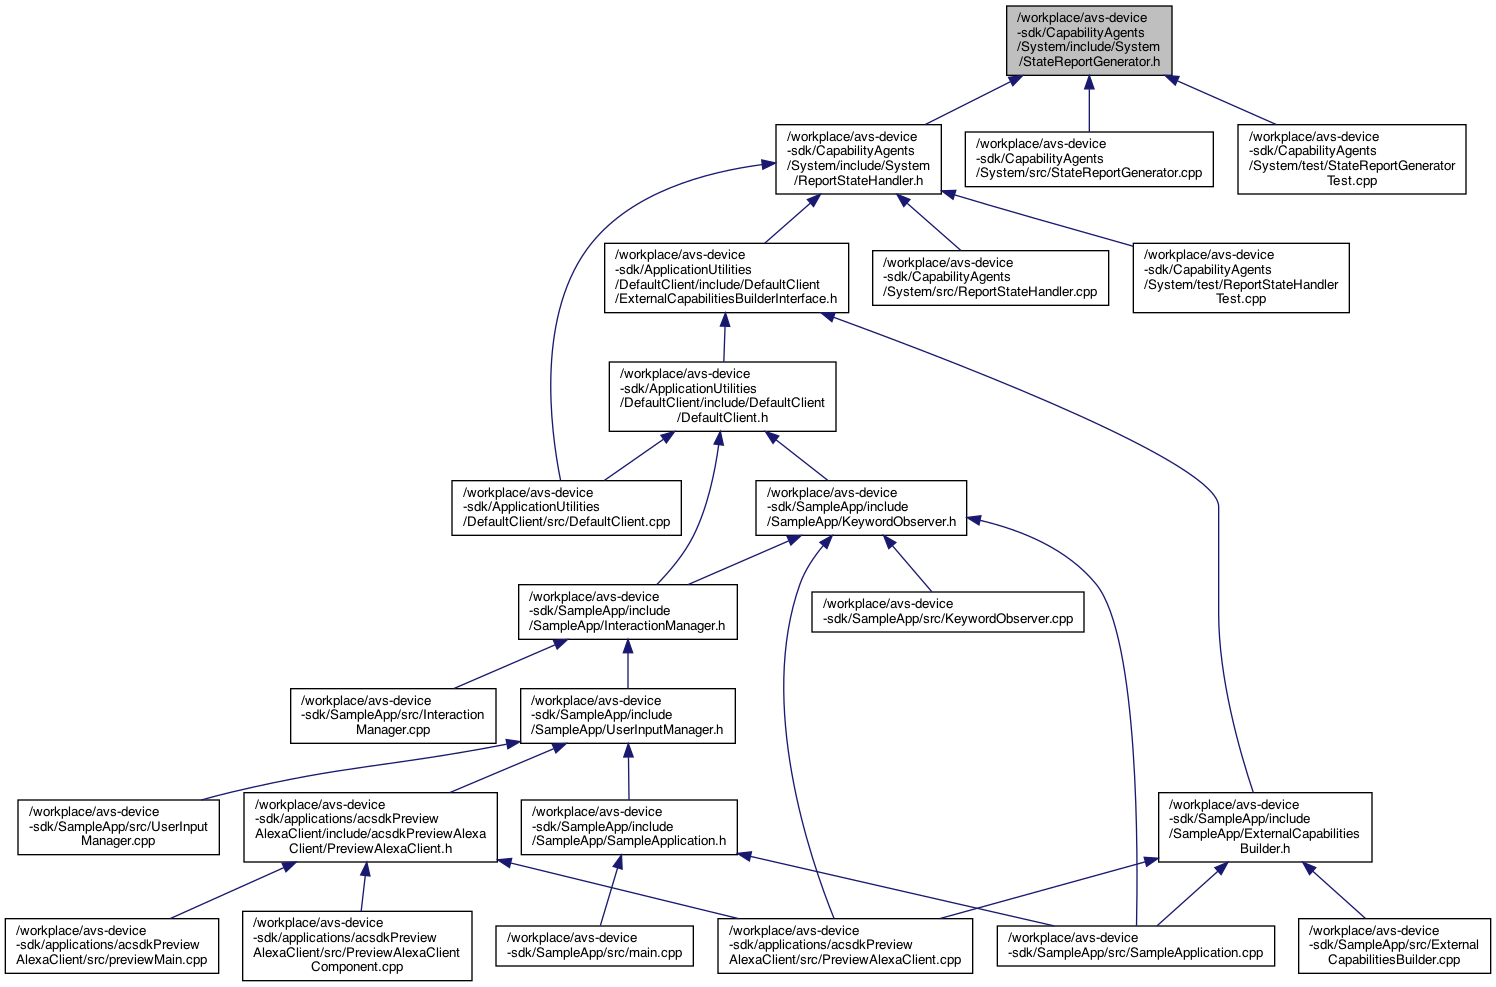 /workplace/avs-device
-sdk/CapabilityAgents
/System/include/System
/StateReportGenerator.h
/workplace/avs-device
-sdk/CapabilityAgents
/System/include/System
/ReportStateHandler.h
/workplace/avs-device
-sdk/CapabilityAgents
/System/src/StateReportGenerator.cpp
/workplace/avs-device
-sdk/CapabilityAgents
/System/test/StateReportGenerator
Test.cpp
/workplace/avs-device
-sdk/ApplicationUtilities
/DefaultClient/include/DefaultClient
/ExternalCapabilitiesBuilderInterface.h
/workplace/avs-device
-sdk/CapabilityAgents
/System/src/ReportStateHandler.cpp
/workplace/avs-device
-sdk/CapabilityAgents
/System/test/ReportStateHandler
Test.cpp
/workplace/avs-device
-sdk/ApplicationUtilities
/DefaultClient/include/DefaultClient
/DefaultClient.h
/workplace/avs-device
-sdk/ApplicationUtilities
/DefaultClient/src/DefaultClient.cpp
/workplace/avs-device
-sdk/SampleApp/include
/SampleApp/KeywordObserver.h
/workplace/avs-device
-sdk/SampleApp/include
/SampleApp/InteractionManager.h
/workplace/avs-device
-sdk/SampleApp/src/KeywordObserver.cpp
/workplace/avs-device
-sdk/SampleApp/src/Interaction
Manager.cpp
/workplace/avs-device
-sdk/SampleApp/include
/SampleApp/UserInputManager.h
/workplace/avs-device
-sdk/SampleApp/src/UserInput
Manager.cpp
/workplace/avs-device
-sdk/applications/acsdkPreview
AlexaClient/include/acsdkPreviewAlexa
Client/PreviewAlexaClient.h
/workplace/avs-device
-sdk/SampleApp/include
/SampleApp/SampleApplication.h
/workplace/avs-device
-sdk/SampleApp/include
/SampleApp/ExternalCapabilities
Builder.h
/workplace/avs-device
-sdk/applications/acsdkPreview
AlexaClient/src/previewMain.cpp
/workplace/avs-device
-sdk/applications/acsdkPreview
AlexaClient/src/PreviewAlexaClient
Component.cpp
/workplace/avs-device
-sdk/SampleApp/src/main.cpp
/workplace/avs-device
-sdk/applications/acsdkPreview
AlexaClient/src/PreviewAlexaClient.cpp
/workplace/avs-device
-sdk/SampleApp/src/SampleApplication.cpp
/workplace/avs-device
-sdk/SampleApp/src/External
CapabilitiesBuilder.cpp